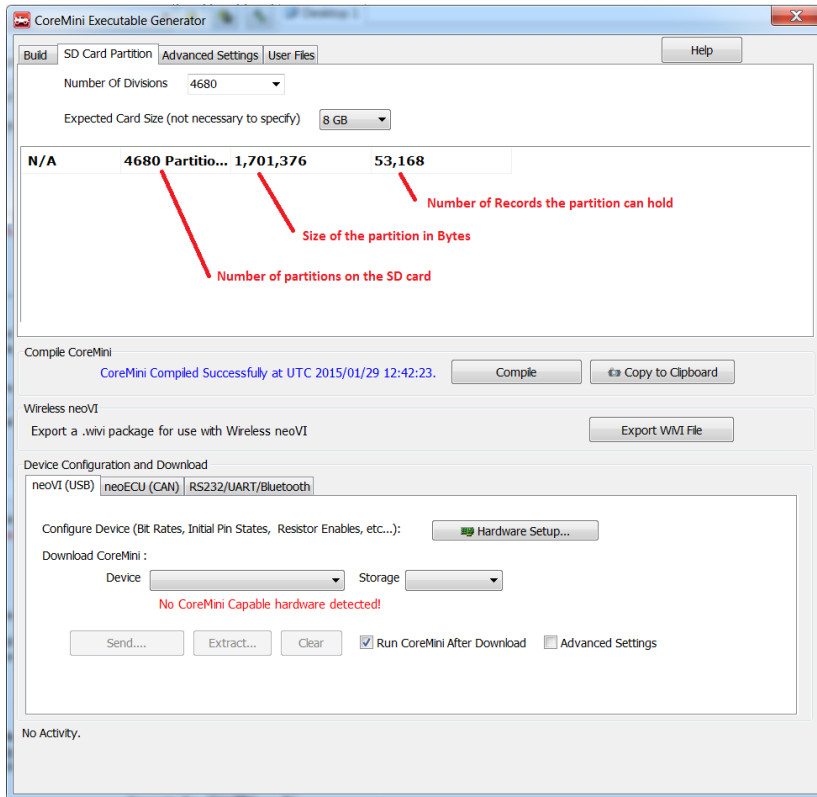 CoreMini Executable Generator
Build SD Card Partition Advanced Settings User Files Help
Number Of Divisions 4680
Expected Card Size (not necessary to specify) 8 GB
N/A 4680 Partitio... 1,701,376 53,168
Number of Records the partition can hold
Size of the partition in Bytes
Number of partitions on the SD card
Compile CoreMini
CoreMini Compiled Successfully at UTC 2015/01/29 12:42:23. Compile Copy to Clipboard
Wireless neoVI
Export a .wivi package for use with Wireless neoVI Export WiVI File
Device Configuration and Download
neoVI (USB) neoECU (CAN) RS232/UART/Bluetooth
Configure Device (Bit Rates, Initial Pin States, Resistor Enables, etc...): Hardware Setup...
Download CoreMini :
Device Storage
No CoreMini Capable hardware detected!
Send.... Extract... Clear Run CoreMini After Download Advanced Settings
No Activity.